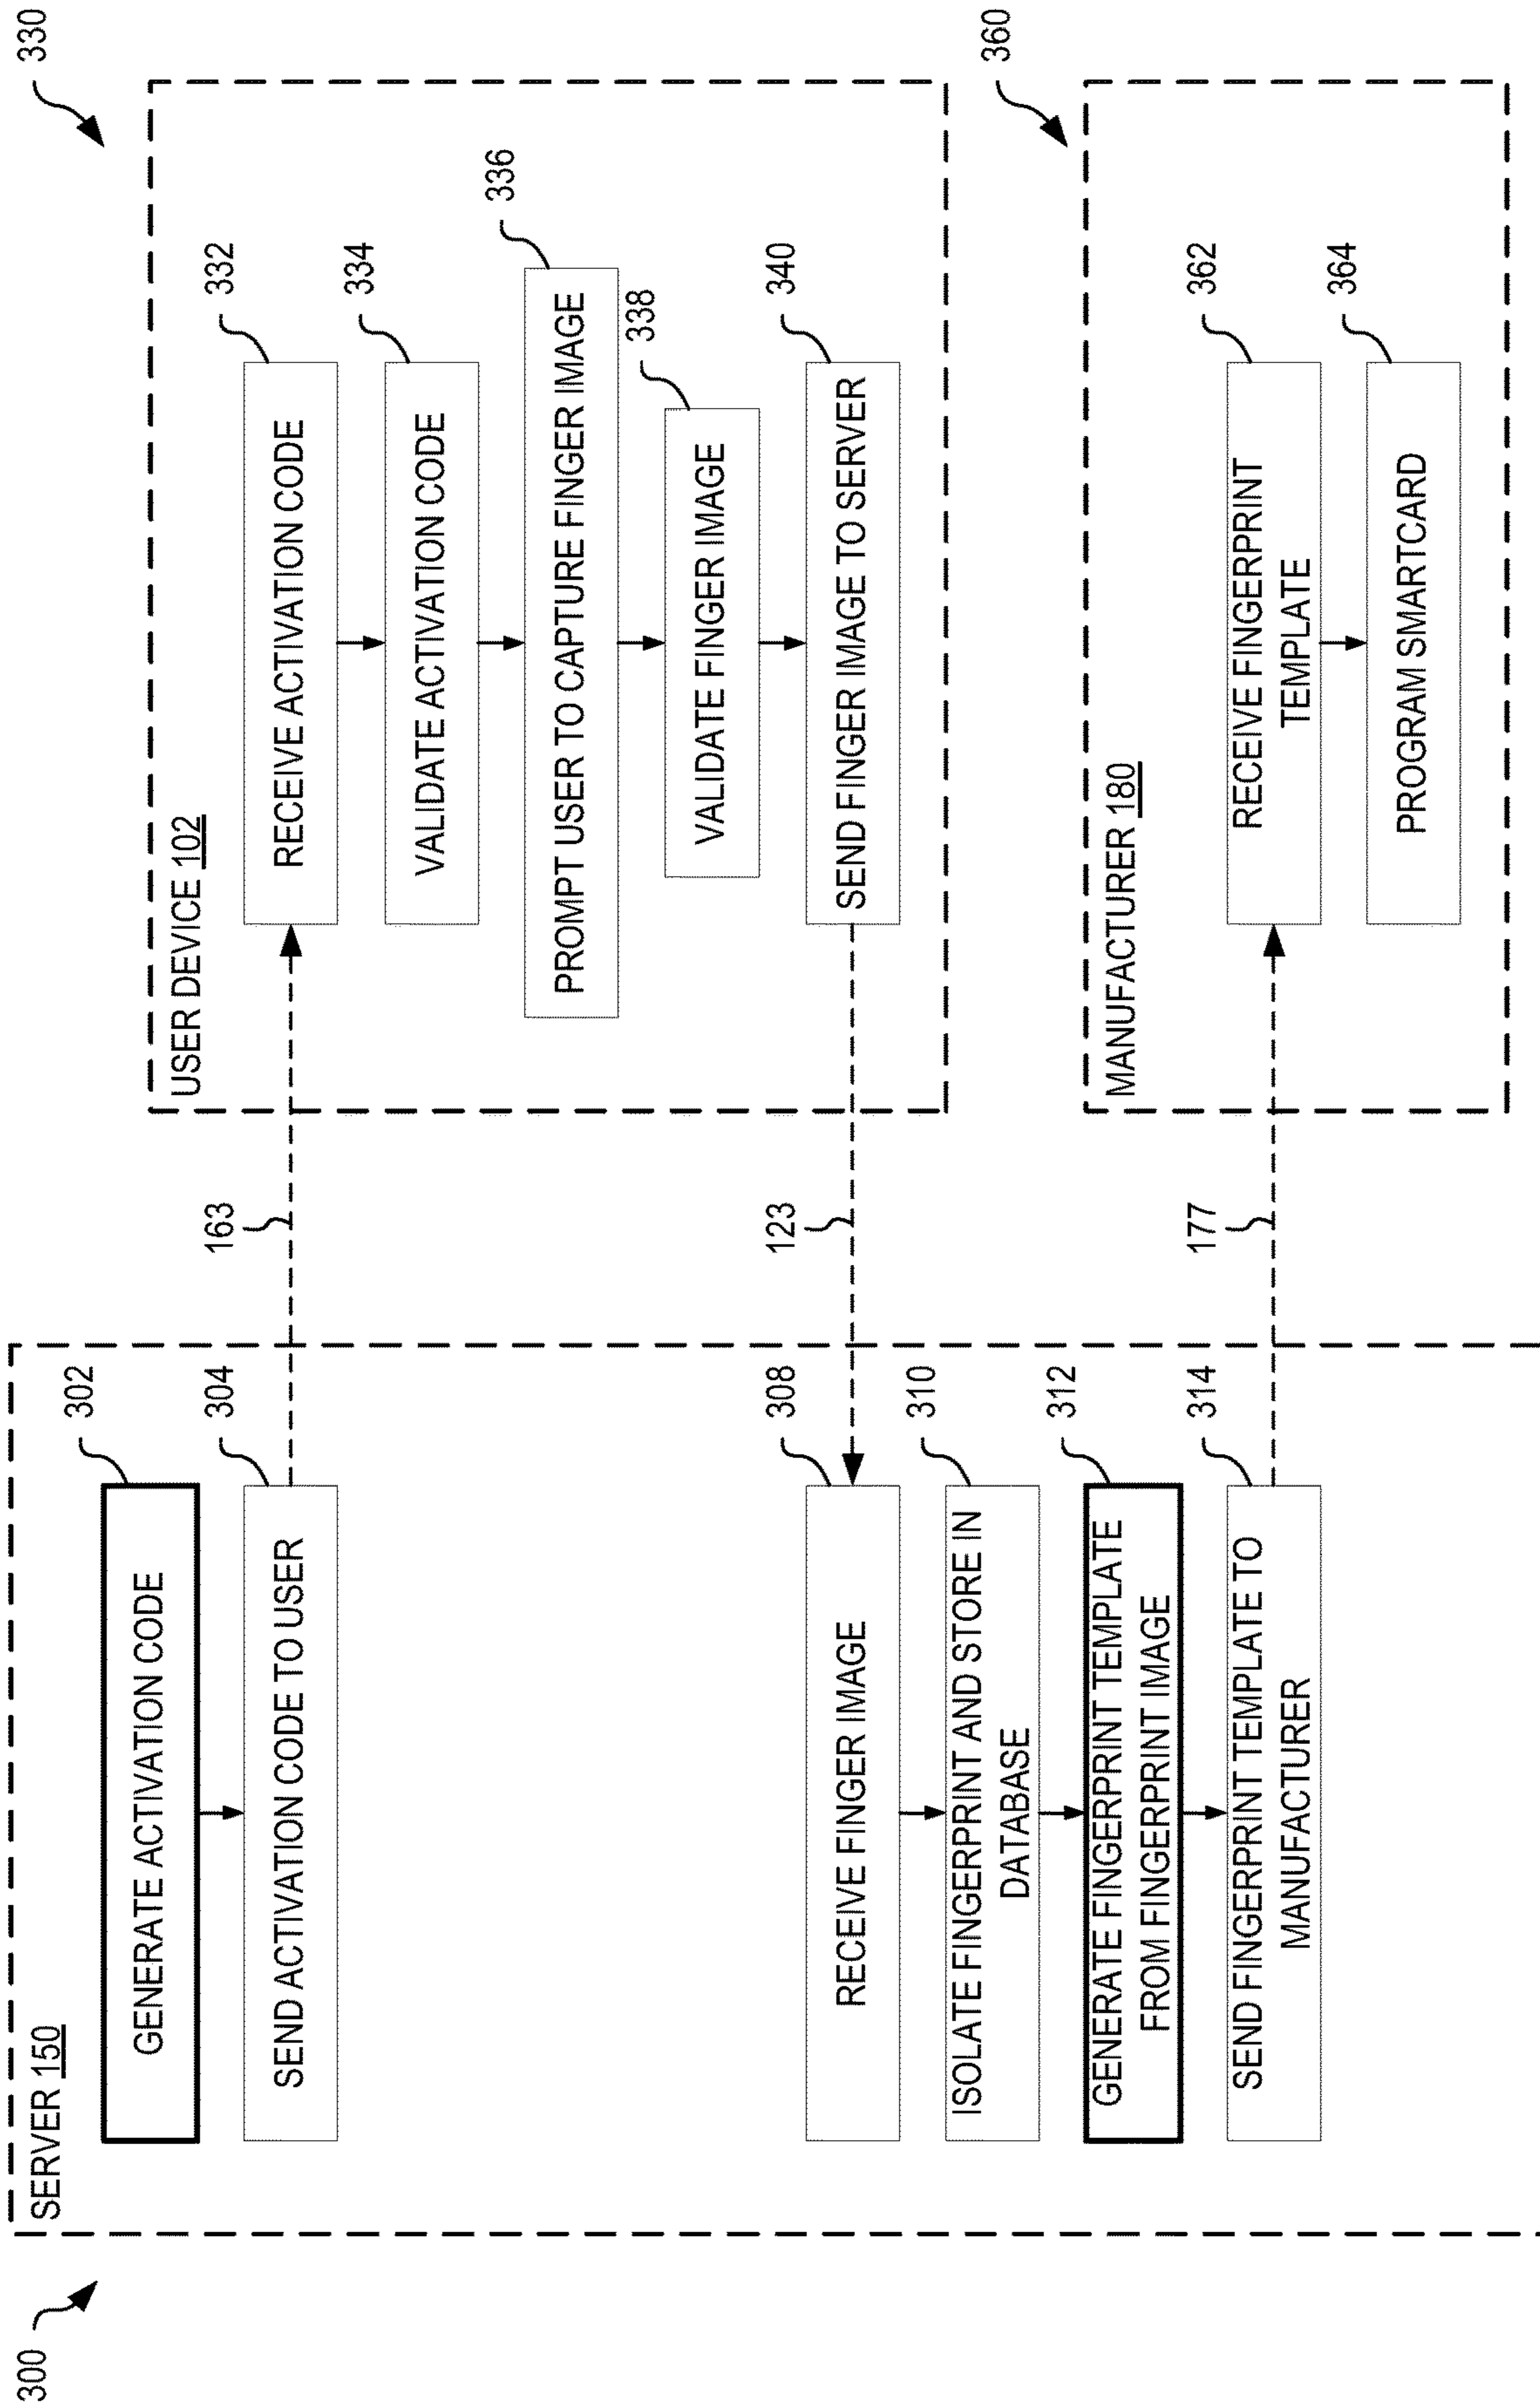 300
SERVER 150
302
GENERATE ACTIVATION CODE
304
SEND ACTIVATION CODE TO USER
308
RECEIVE FINGER IMAGE
310
ISOLATE FINGERPRINT AND STORE IN
DATABASE
312
GENERATE FINGERPRINT TEMPLATE
FROM FINGERPRINT IMAGE
314
SEND FINGERPRINT TEMPLATE TO
MANUFACTURER
163
123
177
330
USER DEVICE 102
332
RECEIVE ACTIVATION CODE
334
VALIDATE ACTIVATION CODE
336
PROMPT USER TO CAPTURE FINGER IMAGE
338
VALIDATE FINGER IMAGE
340
SEND FINGER IMAGE TO SERVER
360
MANUFACTURER 180
362
RECEIVE FINGERPRINT
TEMPLATE
364
PROGRAM SMARTCARD